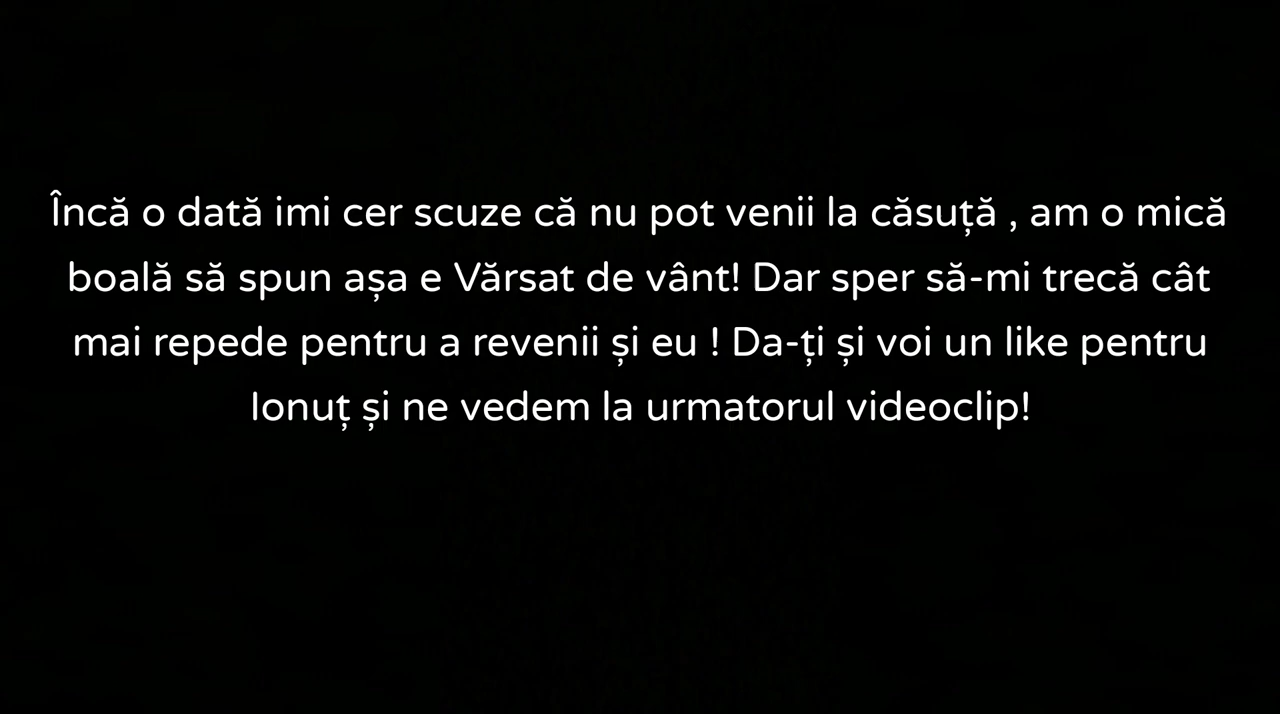 Încă o dată imi cer scuze că nu pot venii la căsuță , am o mică
boală să spun așa e Vărsat de vânt! Dar sper să-mi trecă cât
mai repede pentru a revenii și eu ! Da-ți și voi un like pentru
Ionuț și ne vedem la urmatorul videoclip!